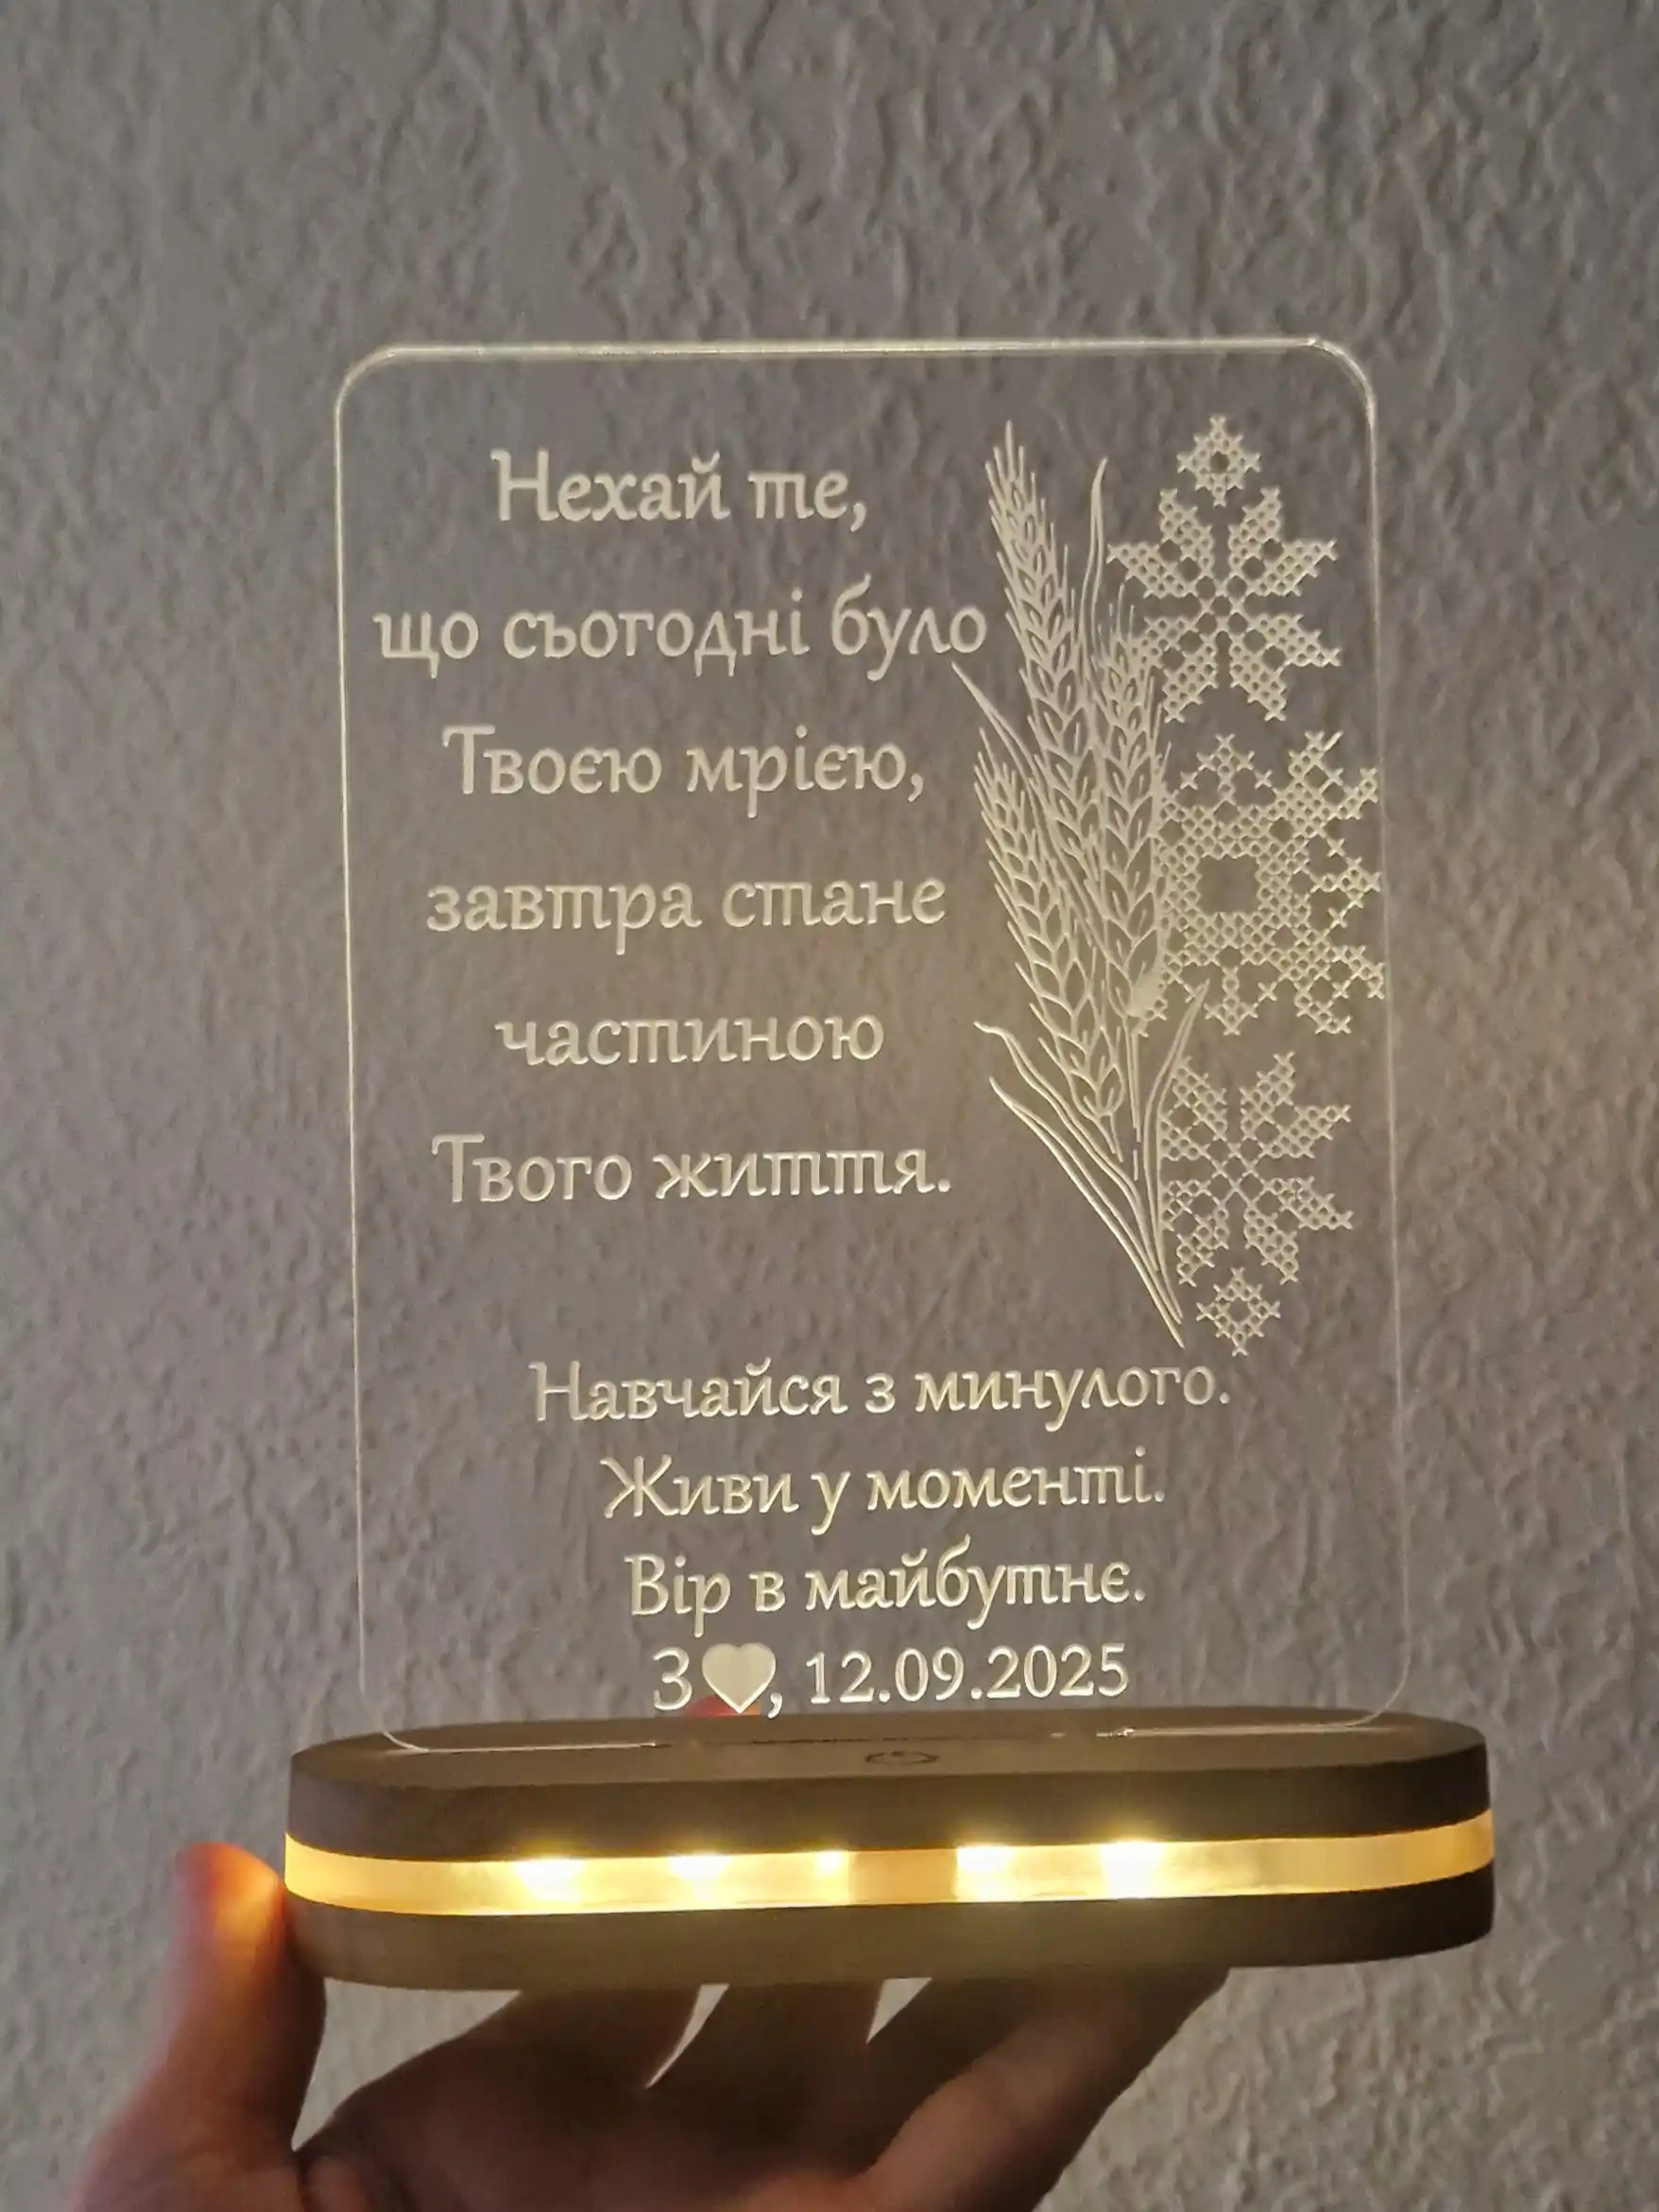 Нехай те,
що сьогодні було
Твоєю мрією,
завтра стане
частиною
Твого життя.
Навчайся з минулого.
Живи у моменті.
Вір в майбутнє.
З🤍, 12.09.2025